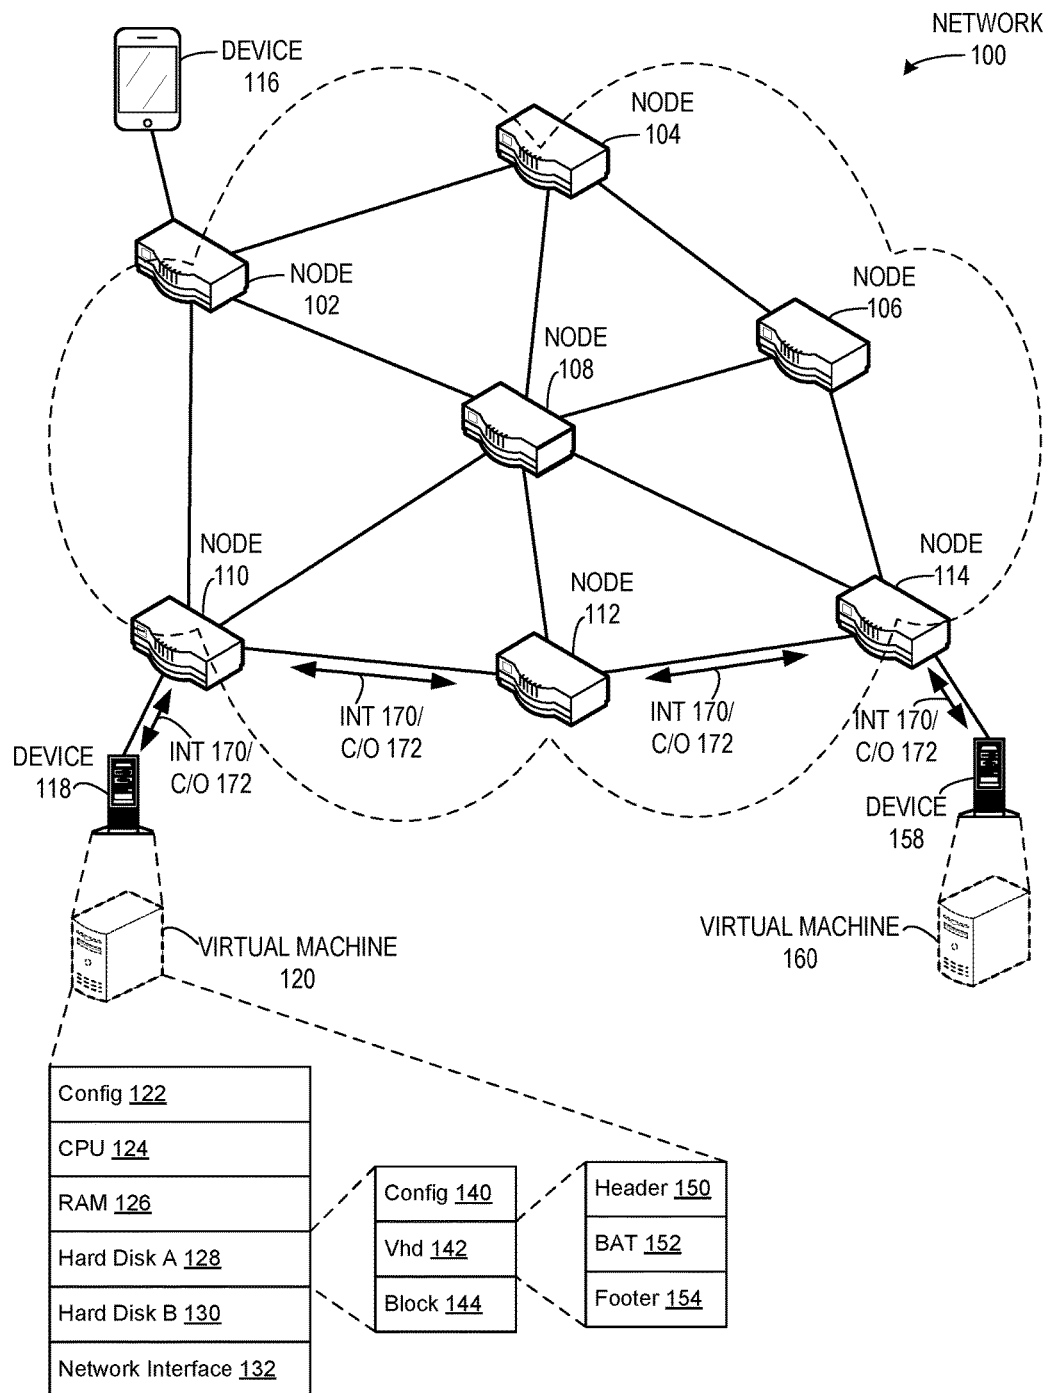 NETWORK
100
DEVICE
116
NODE
104
NODE
102
NODE
106
NODE
108
NODE
110
NODE
112
NODE
114
INT 170/
C/O 172
INT 170/
C/O 172
INT 170/
C/O 172
INT 170/
C/O 172
DEVICE
118
DEVICE
158
VIRTUAL MACHINE
120
VIRTUAL MACHINE
160
Config 122
CPU 124
RAM 126
Hard Disk A 128
Hard Disk B 130
Network Interface 132
Config 140
Vhd 142
Block 144
Header 150
BAT 152
Footer 154